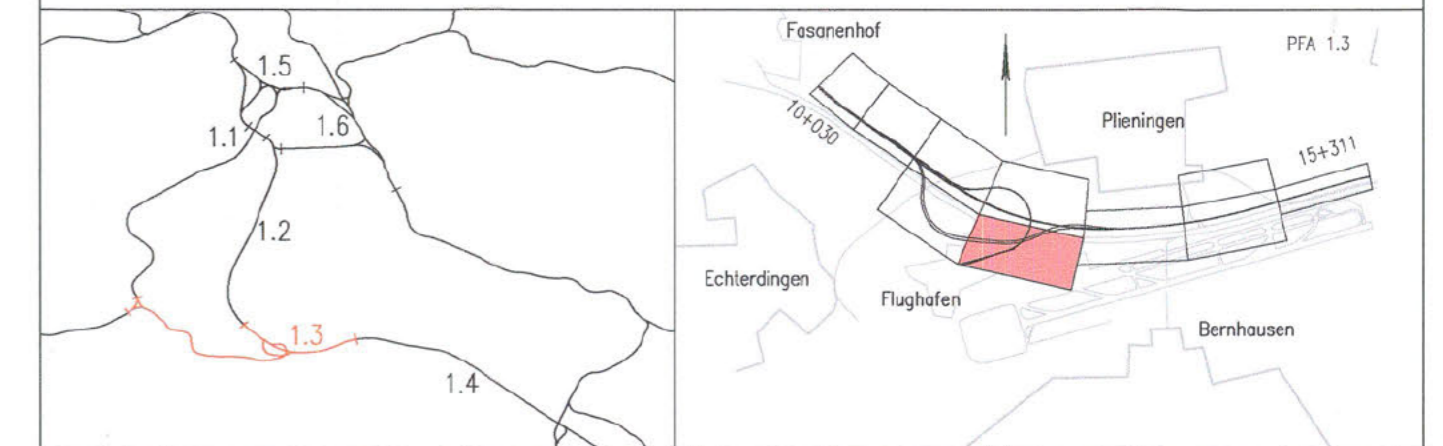 1.5
1.1
1.6
1.2
1.3
1.4
Fasanenhof
PFA 1.3
10+030
Plieningen
15+311
Echterdingen
Flughafen
Bernhausen